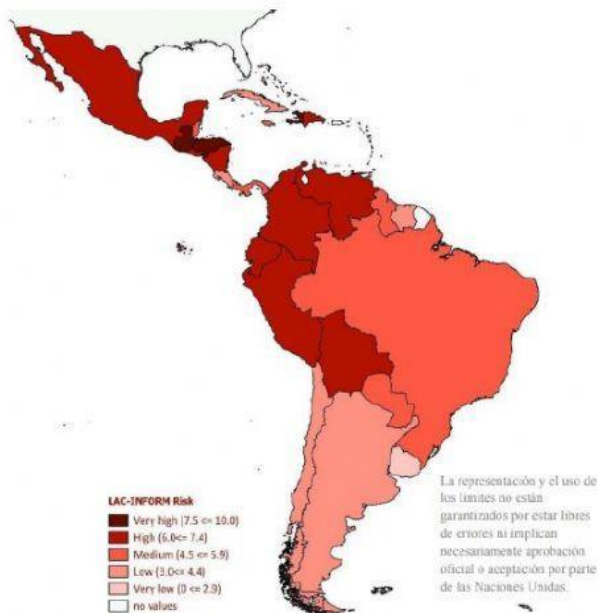 La representación y el uso de
los límites no están
garantizados por estar libres
de errores ni implican
necesariamente aprobación
oficial o aceptación por parte
de las Naciones Unidas.
LAC-INFORM Risk
Very high (7.5 <= 10.0)
High (6.0<= 7.4)
Medium (4.5 <= 5.9)
Low (3.0<= 4.4)
Very low (0 <= 2.9)
no values